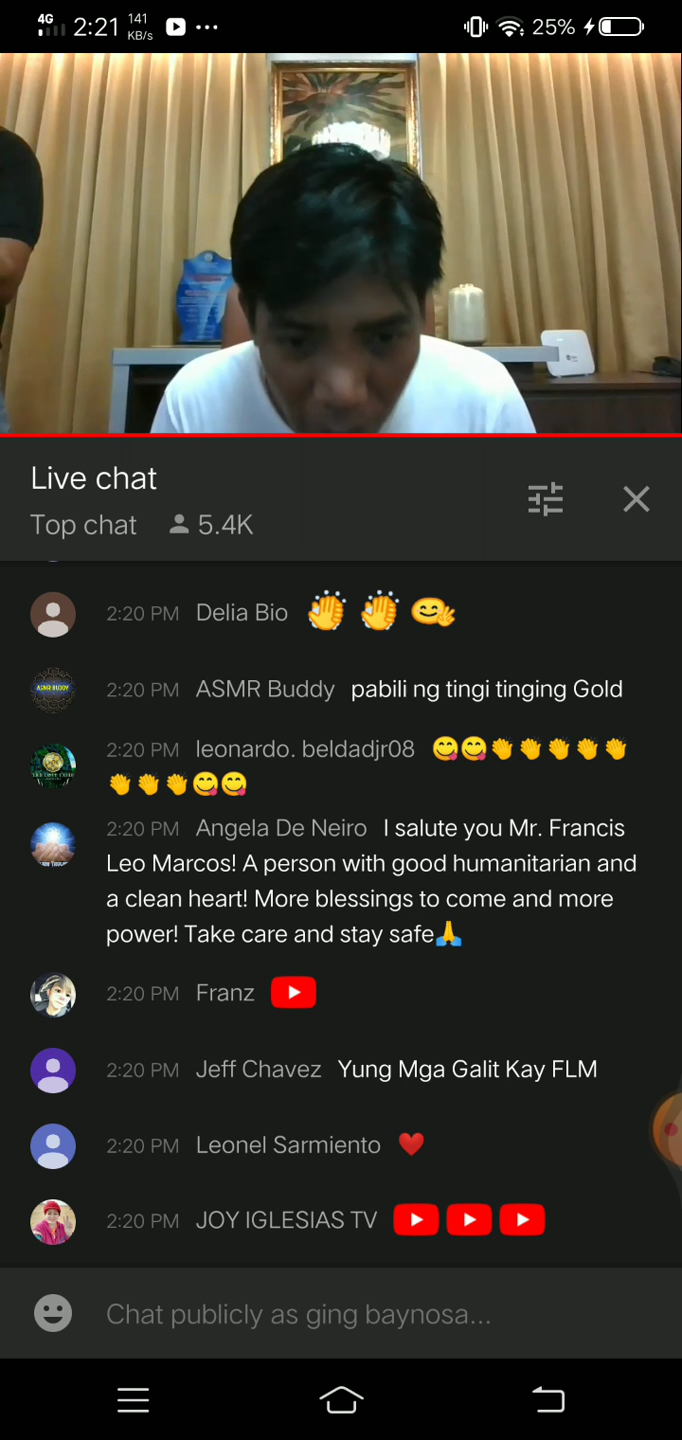 4G 2:21 141 KB/s 25%
Live chat
Top chat 5.4K
2:20 PM Delia Bio 👏👏
2:20 PM ASMR Buddy pabili ng tingi tinging Gold
2:20 PM leonardo. beldadjr08 😋😋👏👏👏👏👏
👏👏👏😋😋
2:20 PM Angela De Neiro I salute you Mr. Francis
Leo Marcos! A person with good humanitarian and
a clean heart! More blessings to come and more
power! Take care and stay safe🙏
2:20 PM Franz
2:20 PM Jeff Chavez Yung Mga Galit Kay FLM
2:20 PM Leonel Sarmiento ❤️
2:20 PM JOY IGLESIAS TV
Chat publicly as ging baynosa...